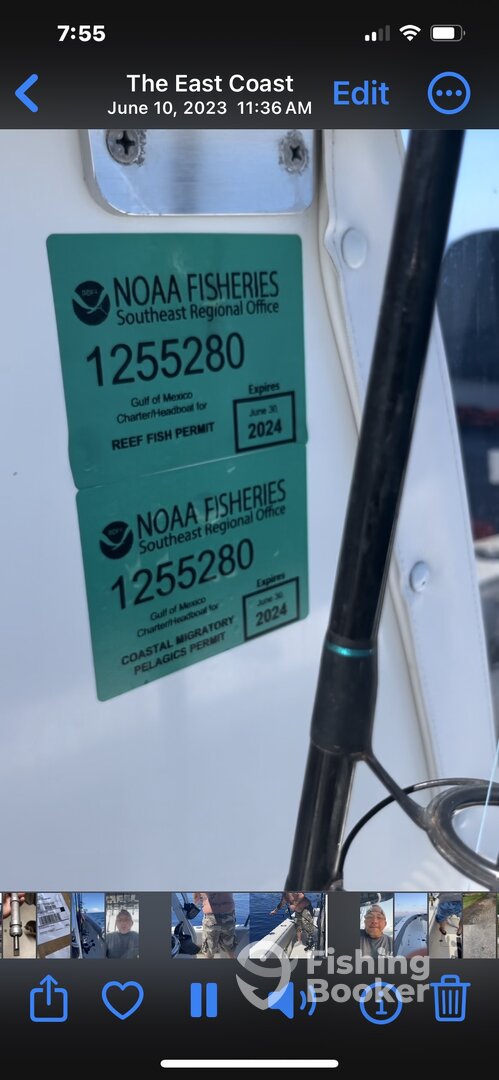 7:55
The East Coast
June 10, 2023 11:36 AM
Edit
NOAA FISHERIES
Southeast Regional Office
1255280
Gulf of Mexico
Charter/Headboat for
REEF FISH PERMIT
Expires
June 30,
2024
NOAA FISHERIES
Southeast Regional Office
1255280
Gulf of Mexico
Charter/Headboat for
COASTAL MIGRATORY
PELAGICS PERMIT
Expires
June 30,
2024
Fishing
Booker